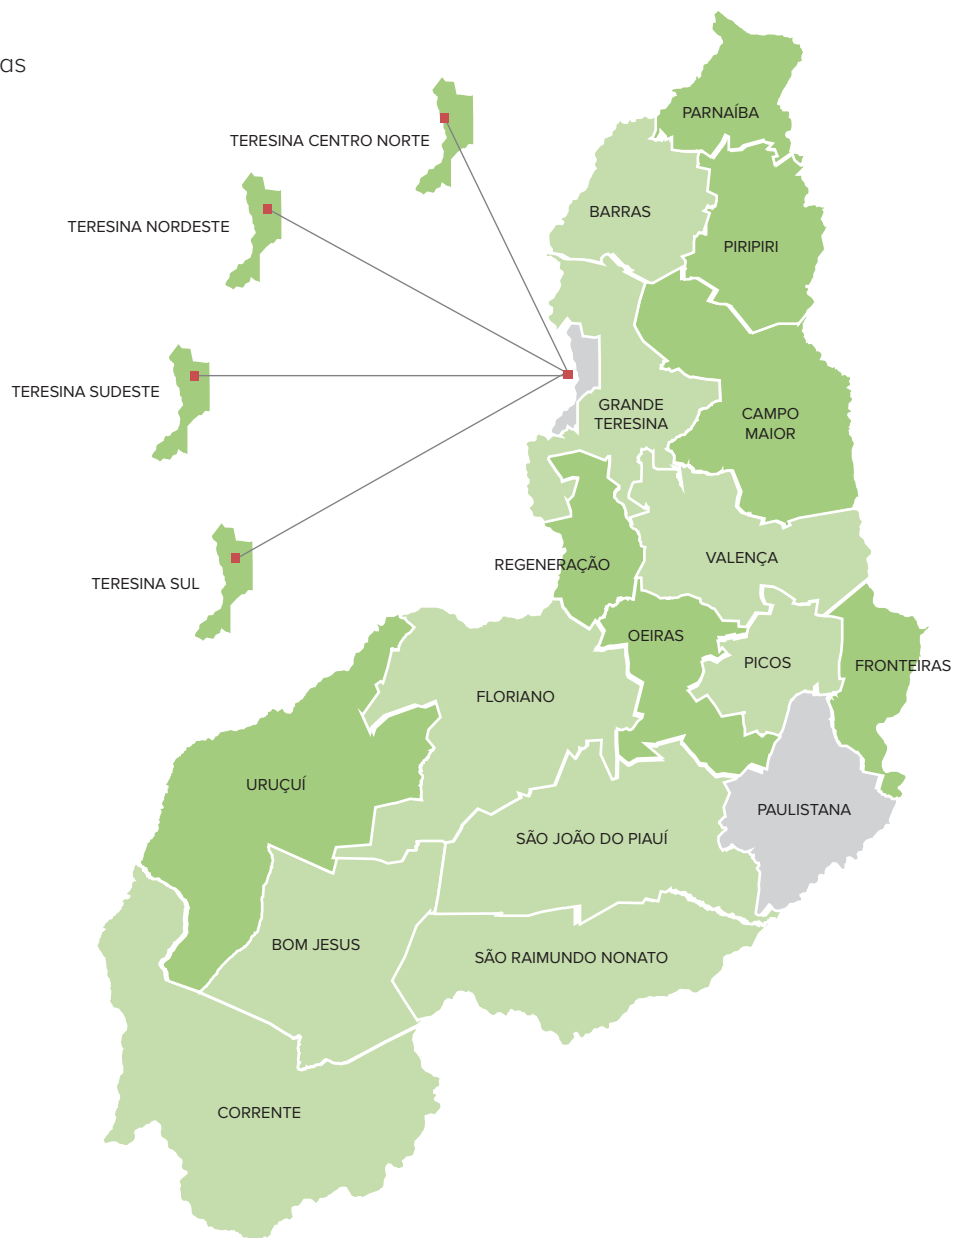 as
PARNAÍBA
TERESINA CENTRO NORTE
BARRAS
TERESINA NORDESTE
PIRIPIRI
TERESINA SUDESTE
GRANDE
TERESINA
CAMPO
MAIOR
REGENERAÇÃO
VALENÇA
TERESINA SUL
OEIRAS
PICOS
FRONTEIRAS
FLORIANO
URUÇUÍ
PAULISTANA
SÃO JOÃO DO PIAUÍ
BOM JESUS
SÃO RAIMUNDO NONATO
CORRENTE